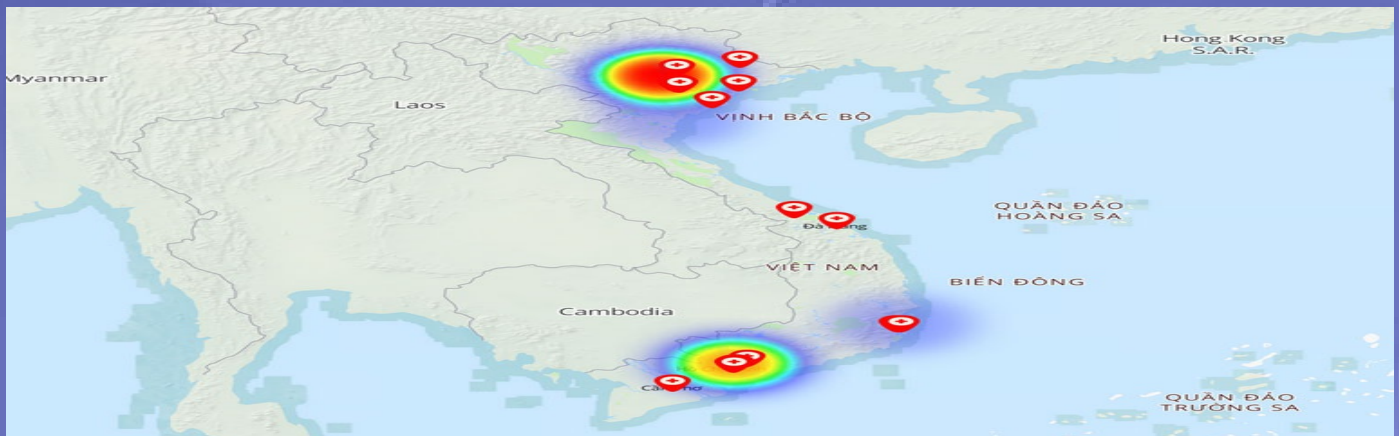 Hong Kong
S.A.R.
Myanmar
Laos
VỊNH BẮC BỘ
QUẦN ĐẢO
HOÀNG SA
VIỆT NAM
BIỂN ĐÔNG
Cambodia
QUẦN ĐẢO
TRƯỜNG SA